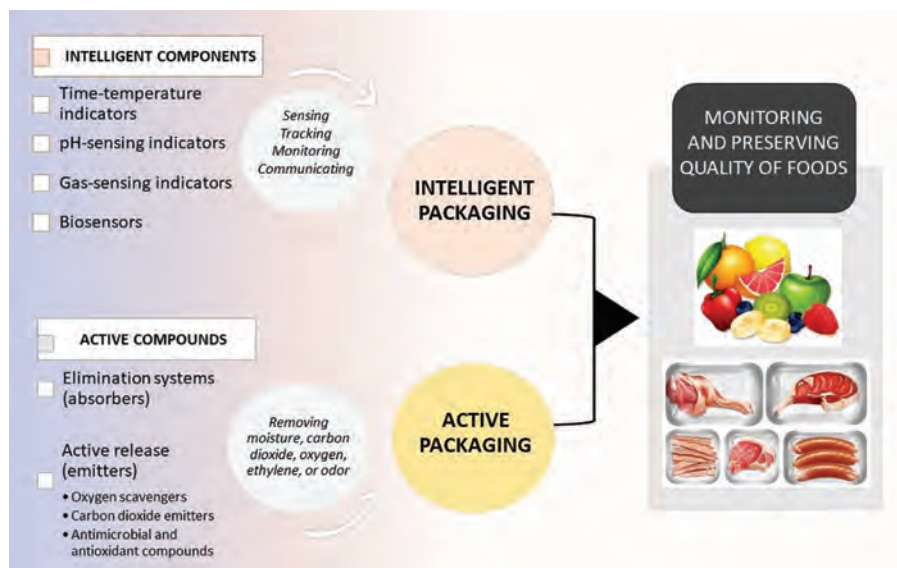 INTELLIGENT COMPONENTS
Time-temperature
indicators
pH-sensing indicators
Gas-sensing indicators
Biosensors
Sensing
Tracking
Monitoring
Communicating
INTELLIGENT
PACKAGING
MONITORING
AND PRESERVING
QUALITY OF FOODS
ACTIVE COMPOUNDS
Elimination systems
(absorbers)
Active release
(emitters)
• Oxygen scavengers
• Carbon dioxide emitters
• Antimicrobial and
antioxidant compounds
Removing
moisture, carbon
dioxide, oxygen,
ethylene, or odor
ACTIVE
PACKAGING